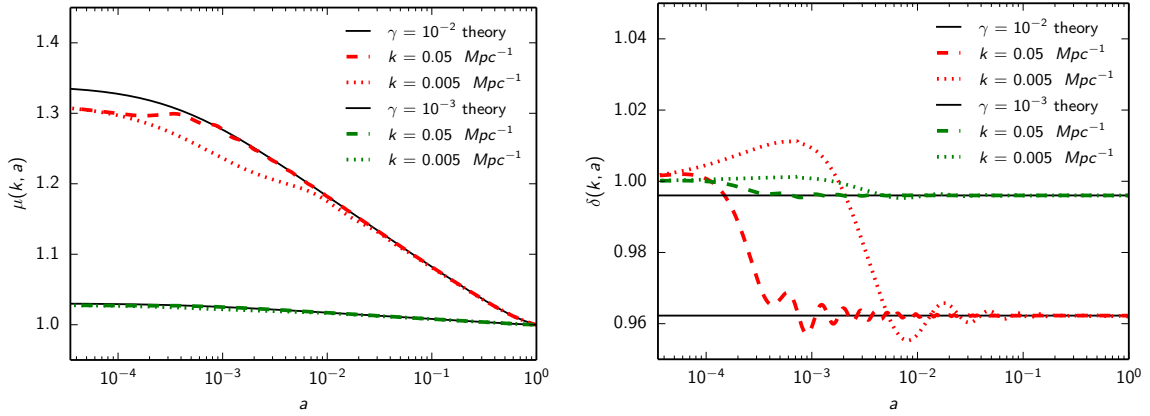 1.4
1.3
1.2
1.1
1.0
μ(k, a)
γ = 10⁻² theory
k = 0.05 Mpc⁻¹
k = 0.005 Mpc⁻¹
γ = 10⁻³ theory
k = 0.05 Mpc⁻¹
k = 0.005 Mpc⁻¹
10⁻⁴ 10⁻³ 10⁻² 10⁻¹ 10⁰
a
1.04
1.02
1.00
0.98
0.96
δ(k, a)
γ = 10⁻² theory
k = 0.05 Mpc⁻¹
k = 0.005 Mpc⁻¹
γ = 10⁻³ theory
k = 0.05 Mpc⁻¹
k = 0.005 Mpc⁻¹
10⁻⁴ 10⁻³ 10⁻² 10⁻¹ 10⁰
a